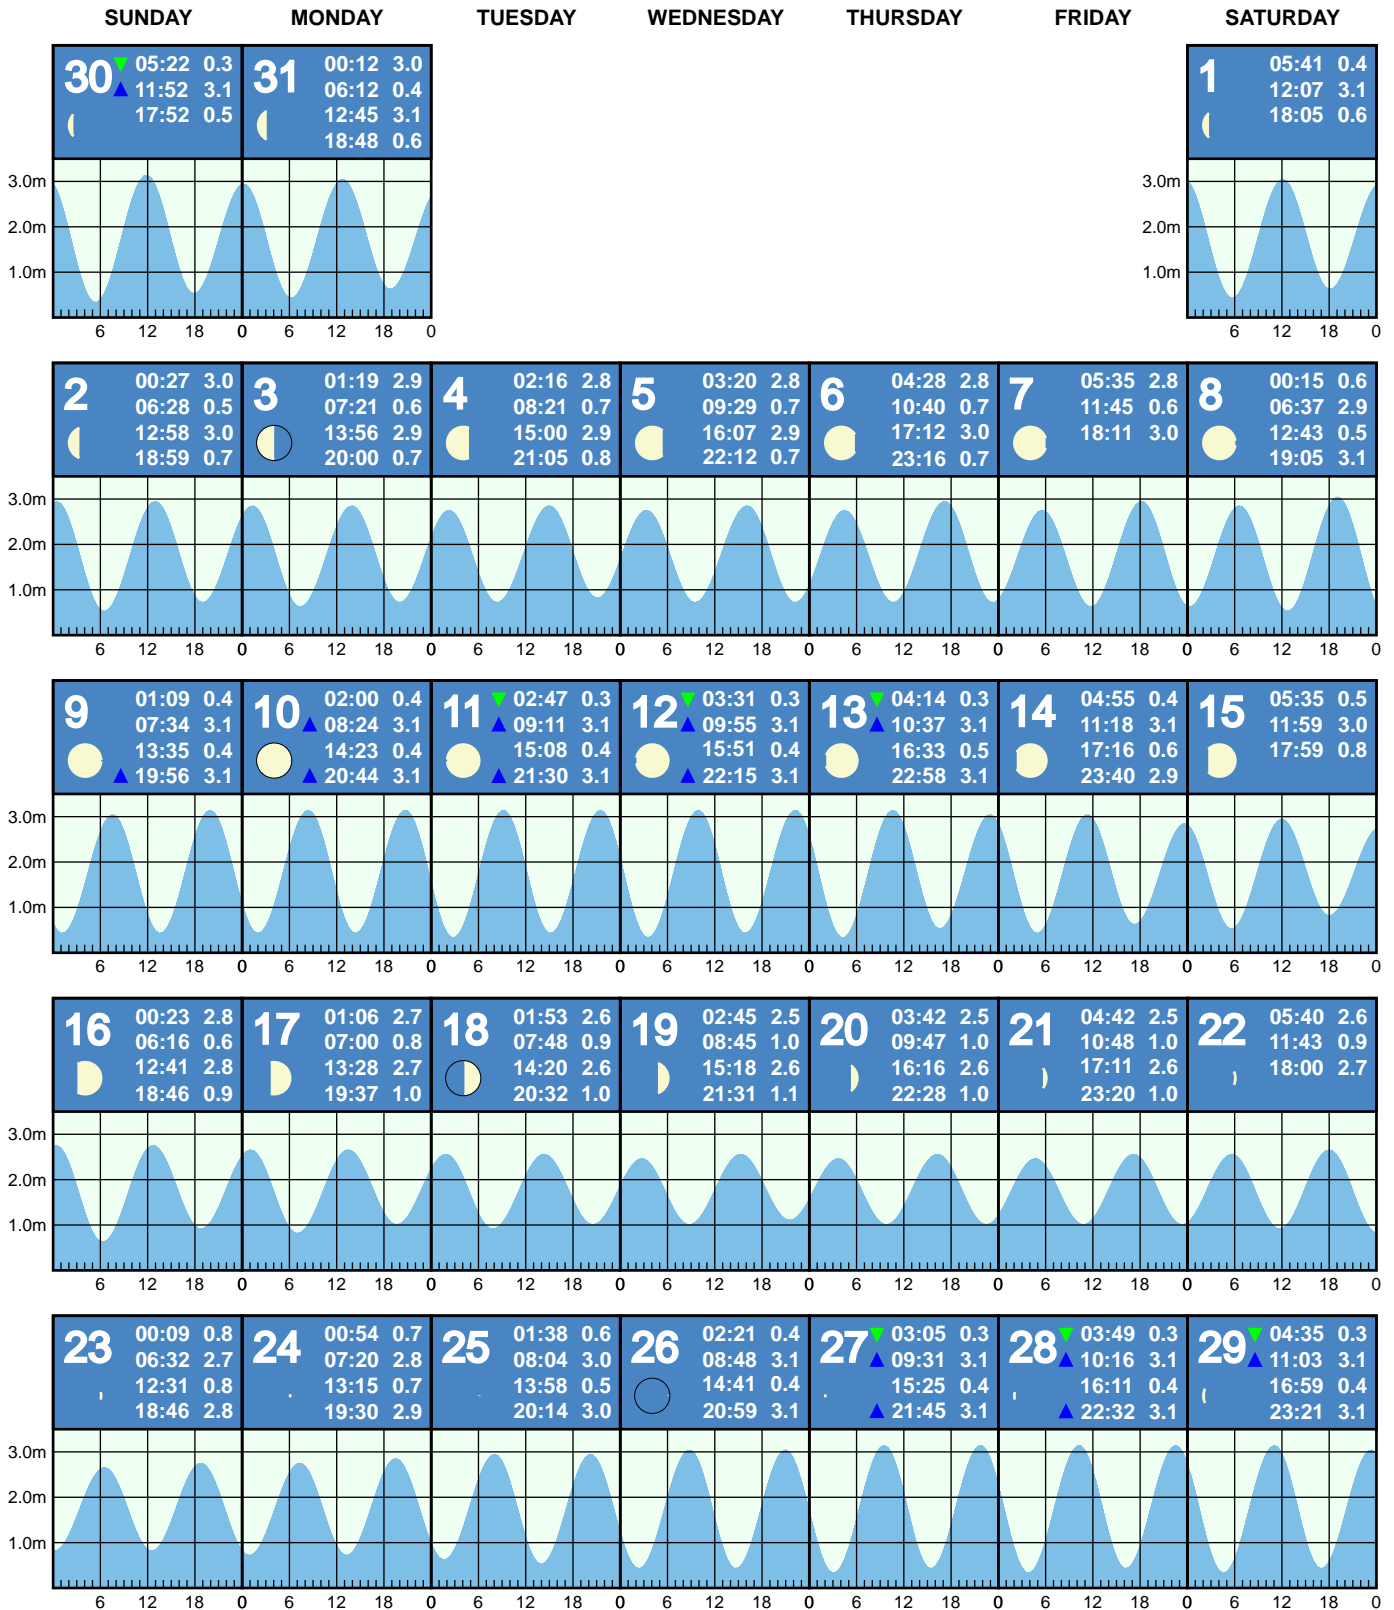 SUNDAY MONDAY TUESDAY WEDNESDAY THURSDAY FRIDAY SATURDAY
30 05:22 0.3
11:52 3.1
17:52 0.5
31 00:12 3.0
06:12 0.4
12:45 3.1
18:48 0.6
1 05:41 0.4
12:07 3.1
18:05 0.6
3.0m
2.0m
1.0m
3.0m
2.0m
1.0m
6 12 18 0 6 12 18 0 6 12 18 0
2 00:27 3.0
06:28 0.5
12:58 3.0
18:59 0.7
3 01:19 2.9
07:21 0.6
13:56 2.9
20:00 0.7
4 02:16 2.8
08:21 0.7
15:00 2.9
21:05 0.8
5 03:20 2.8
09:29 0.7
16:07 2.9
22:12 0.7
6 04:28 2.8
10:40 0.7
17:12 3.0
23:16 0.7
7 05:35 2.8
11:45 0.6
18:11 3.0
8 00:15 0.6
06:37 2.9
12:43 0.5
19:05 3.1
3.0m
2.0m
1.0m
6 12 18 0 6 12 18 0 6 12 18 0 6 12 18 0 6 12 18 0 6 12 18 0 6 12 18 0
9 01:09 0.4
07:34 3.1
13:35 0.4
19:56 3.1
10 02:00 0.4
08:24 3.1
14:23 0.4
20:44 3.1
11 02:47 0.3
09:11 3.1
15:08 0.4
21:30 3.1
12 03:31 0.3
09:55 3.1
15:51 0.4
22:15 3.1
13 04:14 0.3
10:37 3.1
16:33 0.5
22:58 3.1
14 04:55 0.4
11:18 3.1
17:16 0.6
23:40 2.9
15 05:35 0.5
11:59 3.0
17:59 0.8
3.0m
2.0m
1.0m
6 12 18 0 6 12 18 0 6 12 18 0 6 12 18 0 6 12 18 0 6 12 18 0 6 12 18 0
16 00:23 2.8
06:16 0.6
12:41 2.8
18:46 0.9
17 01:06 2.7
07:00 0.8
13:28 2.7
19:37 1.0
18 01:53 2.6
07:48 0.9
14:20 2.6
20:32 1.0
19 02:45 2.5
08:45 1.0
15:18 2.6
21:31 1.1
20 03:42 2.5
09:47 1.0
16:16 2.6
22:28 1.0
21 04:42 2.5
10:48 1.0
17:11 2.6
23:20 1.0
22 05:40 2.6
11:43 0.9
18:00 2.7
3.0m
2.0m
1.0m
6 12 18 0 6 12 18 0 6 12 18 0 6 12 18 0 6 12 18 0 6 12 18 0 6 12 18 0
23 00:09 0.8
06:32 2.7
12:31 0.8
18:46 2.8
24 00:54 0.7
07:20 2.8
13:15 0.7
19:30 2.9
25 01:38 0.6
08:04 3.0
13:58 0.5
20:14 3.0
26 02:21 0.4
08:48 3.1
14:41 0.4
20:59 3.1
27 03:05 0.3
09:31 3.1
15:25 0.4
21:45 3.1
28 03:49 0.3
10:16 3.1
16:11 0.4
22:32 3.1
29 04:35 0.3
11:03 3.1
16:59 0.4
23:21 3.1
3.0m
2.0m
1.0m
6 12 18 0 6 12 18 0 6 12 18 0 6 12 18 0 6 12 18 0 6 12 18 0 6 12 18 0